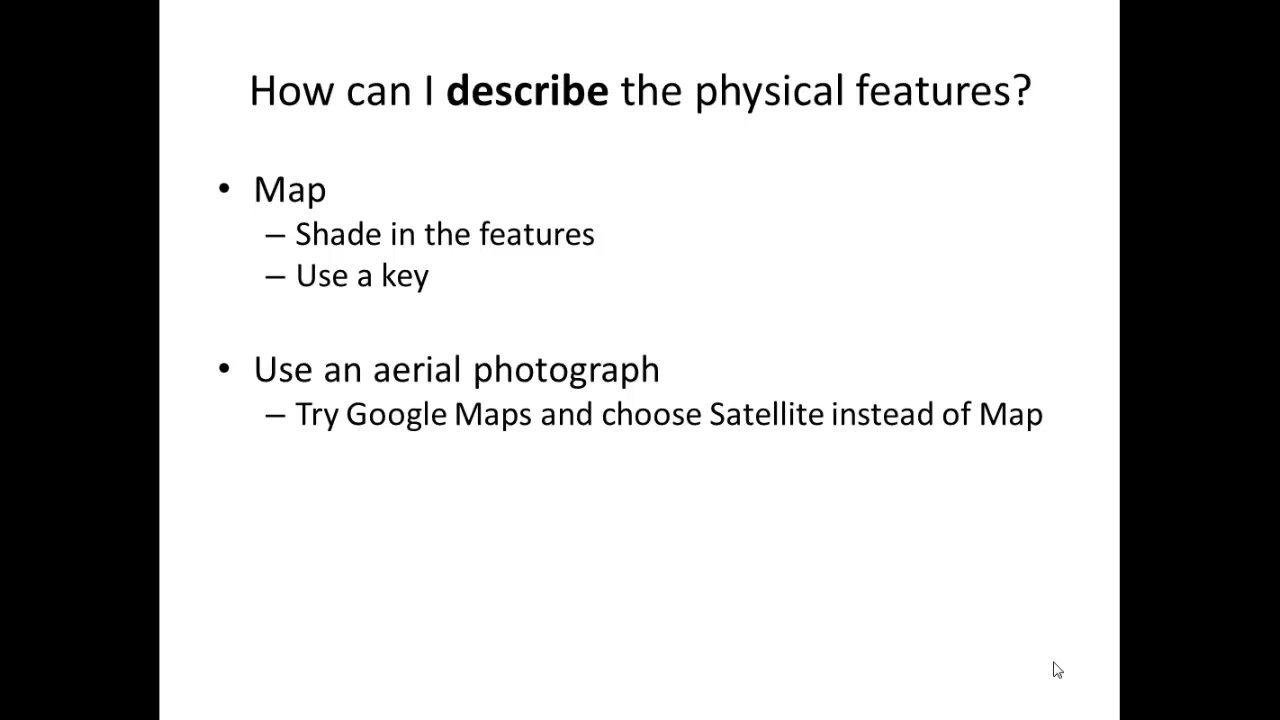 How can I describe the physical features?
• Map
– Shade in the features
– Use a key
• Use an aerial photograph
– Try Google Maps and choose Satellite instead of Map